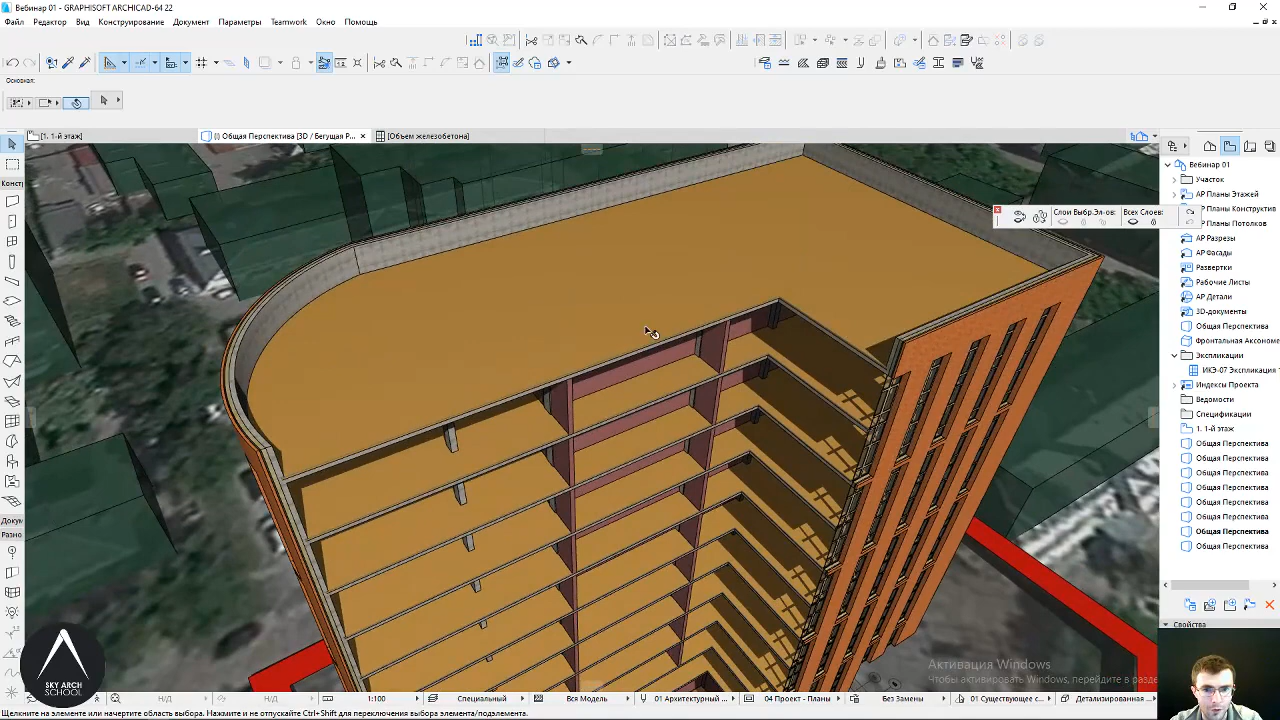 Вебинар 01 - GRAPHISOFT ARCHICAD-64 22
Файл Редактор Вид Конструирование Документ Параметры Teamwork Окно Помощь
Основная:
[1. 1-й этаж]
(!) Общая Перспектива [3D / Бегущая Р...
[Объем железобетона]
Констр
Докум
Разно
Слои Выбр.Эл-ов:
Всех Слоев:
Вебинар 01
Участок
АР Планы Этажей
АР Планы Конструктив
АР Планы Потолков
АР Разрезы
АР Фасады
Развертки
Рабочие Листы
АР Детали
3D-документы
Общая Перспектива
Фронтальная Аксономе
Экспликации
ИКЭ-07 Экспликация
Индексы Проекта
Ведомости
Спецификации
1. 1-й этаж
Общая Перспектива
Общая Перспектива
Общая Перспектива
Общая Перспектива
Общая Перспектива
Общая Перспектива
Общая Перспектива
Общая Перспектива
Свойства
SKY ARCH
SCHOOL
Активация Windows
Чтобы активировать Windows, перейдите в разде
Н/Д
Н/Д
1:100
Специальный
Вся Модель
01 Архитектурный ...
04 Проект - Планы
Без Замены
01 Существующее с...
Детализированная ...
Щелкните на элементе или начертите область выбора. Нажмите и не отпускайте Ctrl+Shift для переключения выбора элемента/подэлемента.